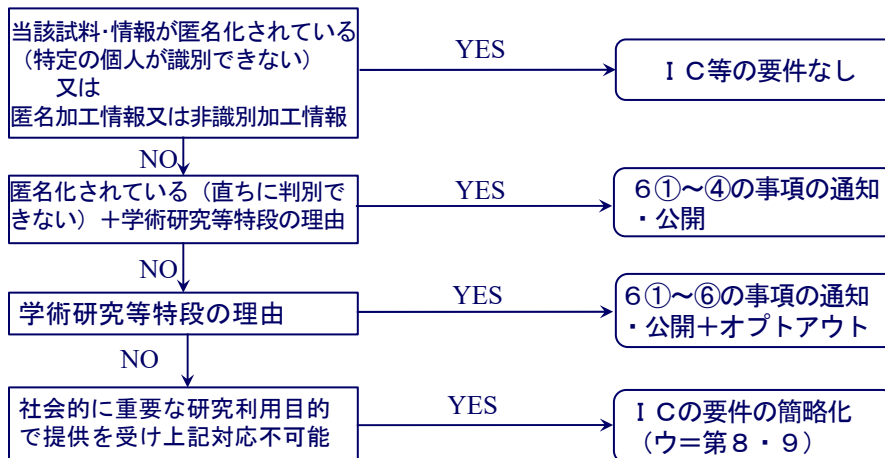 当該試料・情報が匿名化されている
（特定の個人が識別できない）
又は
匿名加工情報又は非識別加工情報
YES
ＩＣ等の要件なし
NO
匿名化されている（直ちに判別で
きない）＋学術研究等特段の理由
YES
６①～④の事項の通知
・公開
NO
学術研究等特段の理由
YES
６①～⑥の事項の通知
・公開＋オプトアウト
NO
社会的に重要な研究利用目的
で提供を受け上記対応不可能
YES
ＩＣの要件の簡略化
（ウ＝第８・９）